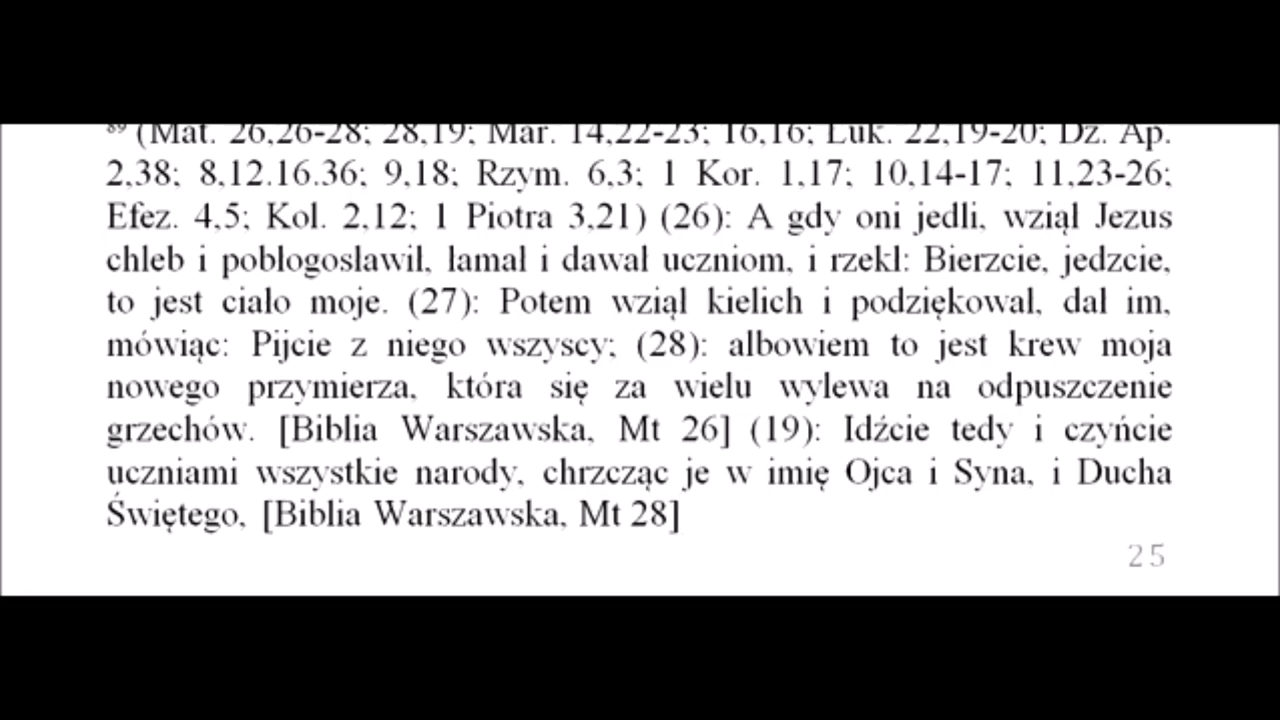 89 (Mat. 26,26-28; 28,19; Mar. 14,22-23; 16,16; Łuk. 22,19-20; Dz. Ap.
2,38; 8,12.16.36; 9,18; Rzym. 6,3; 1 Kor. 1,17; 10,14-17; 11,23-26;
Efez. 4,5; Kol. 2,12; 1 Piotra 3,21) (26): A gdy oni jedli, wziął Jezus
chleb i pobłogosławił, łamał i dawał uczniom, i rzekł: Bierzcie, jedzcie,
to jest ciało moje. (27): Potem wziął kielich i podziękował, dał im,
mówiąc: Pijcie z niego wszyscy; (28): albowiem to jest krew moja
nowego przymierza, która się za wielu wylewa na odpuszczenie
grzechów. [Biblia Warszawska, Mt 26] (19): Idźcie tedy i czyńcie
uczniami wszystkie narody, chrzcząc je w imię Ojca i Syna, i Ducha
Świętego, [Biblia Warszawska, Mt 28]
25